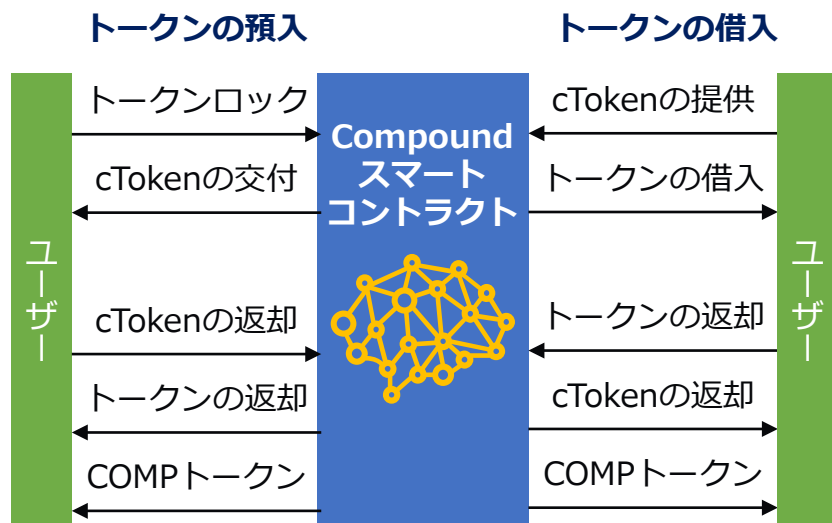 トークンの預入
トークンの借入
ユーザー
トークンロック
cTokenの交付
cTokenの返却
トークンの返却
COMPトークン
Compound
スマート
コントラクト
cTokenの提供
トークンの借入
トークンの返却
cTokenの返却
COMPトークン
ユーザー